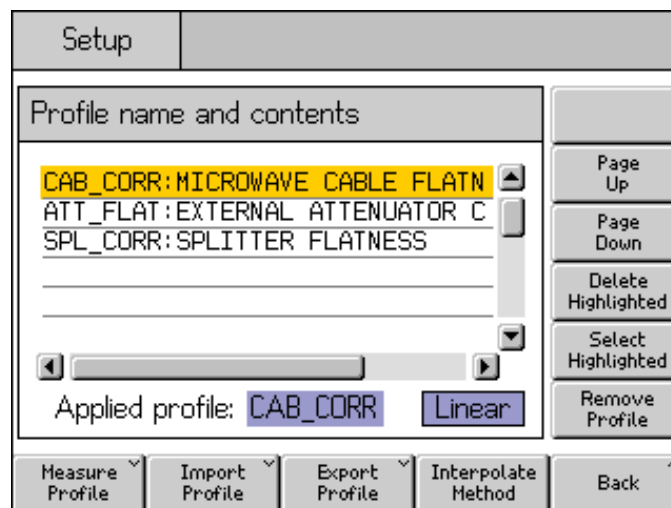 Setup
Profile name and contents
CAB_CORR:MICROWAVE CABLE FLATN
ATT_FLAT:EXTERNAL ATTENUATOR C
SPL_CORR:SPLITTER FLATNESS
Applied profile: CAB_CORR Linear
Page
Up
Page
Down
Delete
Highlighted
Select
Highlighted
Remove
Profile
Measure
Profile
Import
Profile
Export
Profile
Interpolate
Method
Back